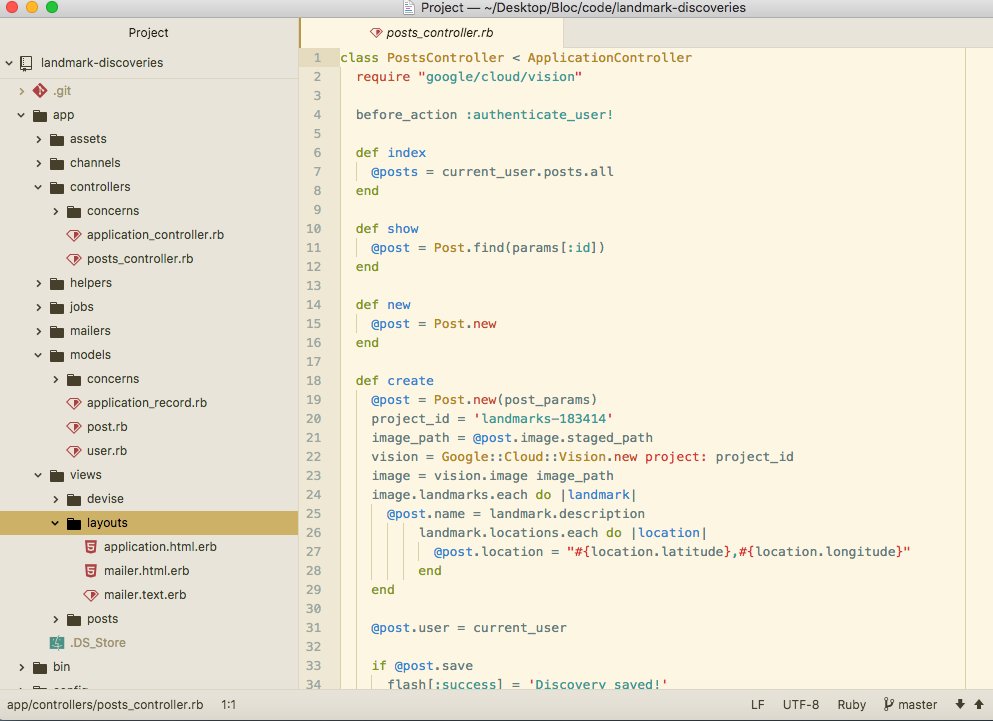 Project — ~/Desktop/Bloc/code/landmark-discoveries
Project
landmark-discoveries
.git
app
assets
channels
controllers
concerns
application_controller.rb
posts_controller.rb
helpers
jobs
mailers
models
concerns
application_record.rb
post.rb
user.rb
views
devise
layouts
application.html.erb
mailer.html.erb
mailer.text.erb
posts
.DS_Store
bin
config
posts_controller.rb
1 class PostsController < ApplicationController
2 require "google/cloud/vision"
3
4 before_action :authenticate_user!
5
6 def index
7 @posts = current_user.posts.all
8 end
9
10 def show
11 @post = Post.find(params[:id])
12 end
13
14 def new
15 @post = Post.new
16 end
17
18 def create
19 @post = Post.new(post_params)
20 project_id = 'landmarks-183414'
21 image_path = @post.image.staged_path
22 vision = Google::Cloud::Vision.new project: project_id
23 image = vision.image image_path
24 image.landmarks.each do |landmark|
25 @post.name = landmark.description
26 landmark.locations.each do |location|
27 @post.location = "#{location.latitude},#{location.longitude}"
28 end
29 end
30
31 @post.user = current_user
32
33 if @post.save
34 flash[:success] = 'Discovery saved!'
app/controllers/posts_controller.rb 1:1 LF UTF-8 Ruby master